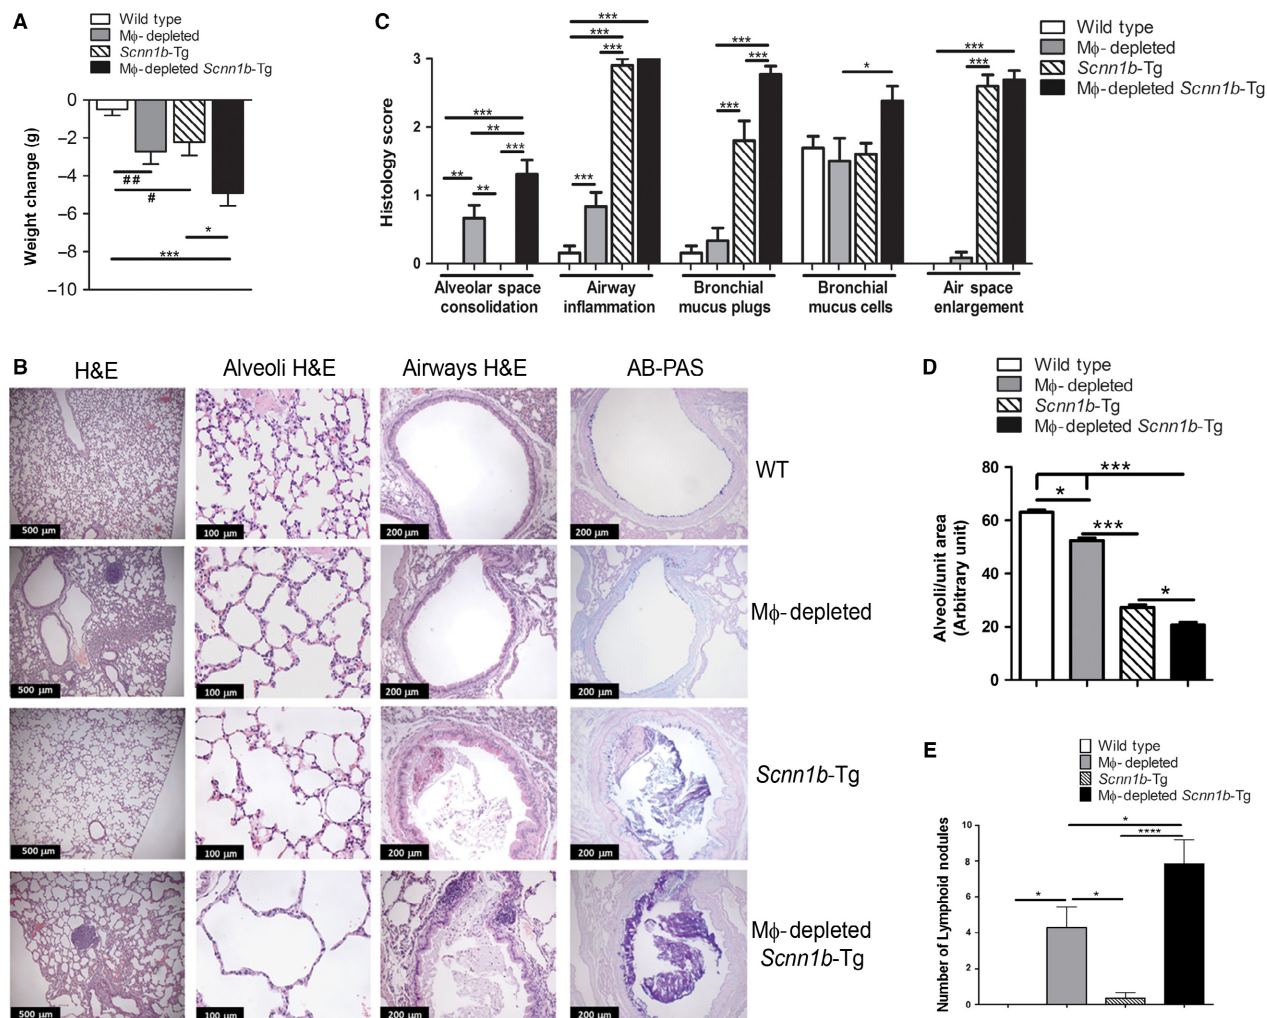 A
Wild type
Mϕ-depleted
Scnn1b-Tg
Mϕ-depleted Scnn1b-Tg
Weight change (g)
0
–2
–4
–6
–8
–10
##
#
*
***
C
Wild type
Mϕ- depleted
Scnn1b-Tg
Mϕ-depleted Scnn1b-Tg
Histology score
3
2
1
0
***
**
***
**
**
***
***
***
***
***
***
***
*
***
***
Alveolar space consolidation
Airway inflammation
Bronchial mucus plugs
Bronchial mucus cells
Air space enlargement
B
H&E
Alveoli H&E
Airways H&E
AB-PAS
500 µm
100 µm
200 µm
200 µm
WT
500 µm
100 µm
200 µm
200 µm
Mϕ- depleted
500 µm
100 µm
200 µm
200 µm
Scnn1b-Tg
500 µm
100 µm
200 µm
200 µm
Mϕ- depleted
Scnn1b-Tg
D
Wild type
Mϕ- depleted
Scnn1b-Tg
Mϕ-depleted Scnn1b-Tg
Alveoli/unit area
(Arbitrary unit)
80
60
40
20
0
***
*
***
*
E
Wild type
Mϕ-depleted
Scnn1b-Tg
Mϕ-depleted Scnn1b-Tg
Number of Lymphoid nodules
10
8
6
4
2
0
*
****
*
*